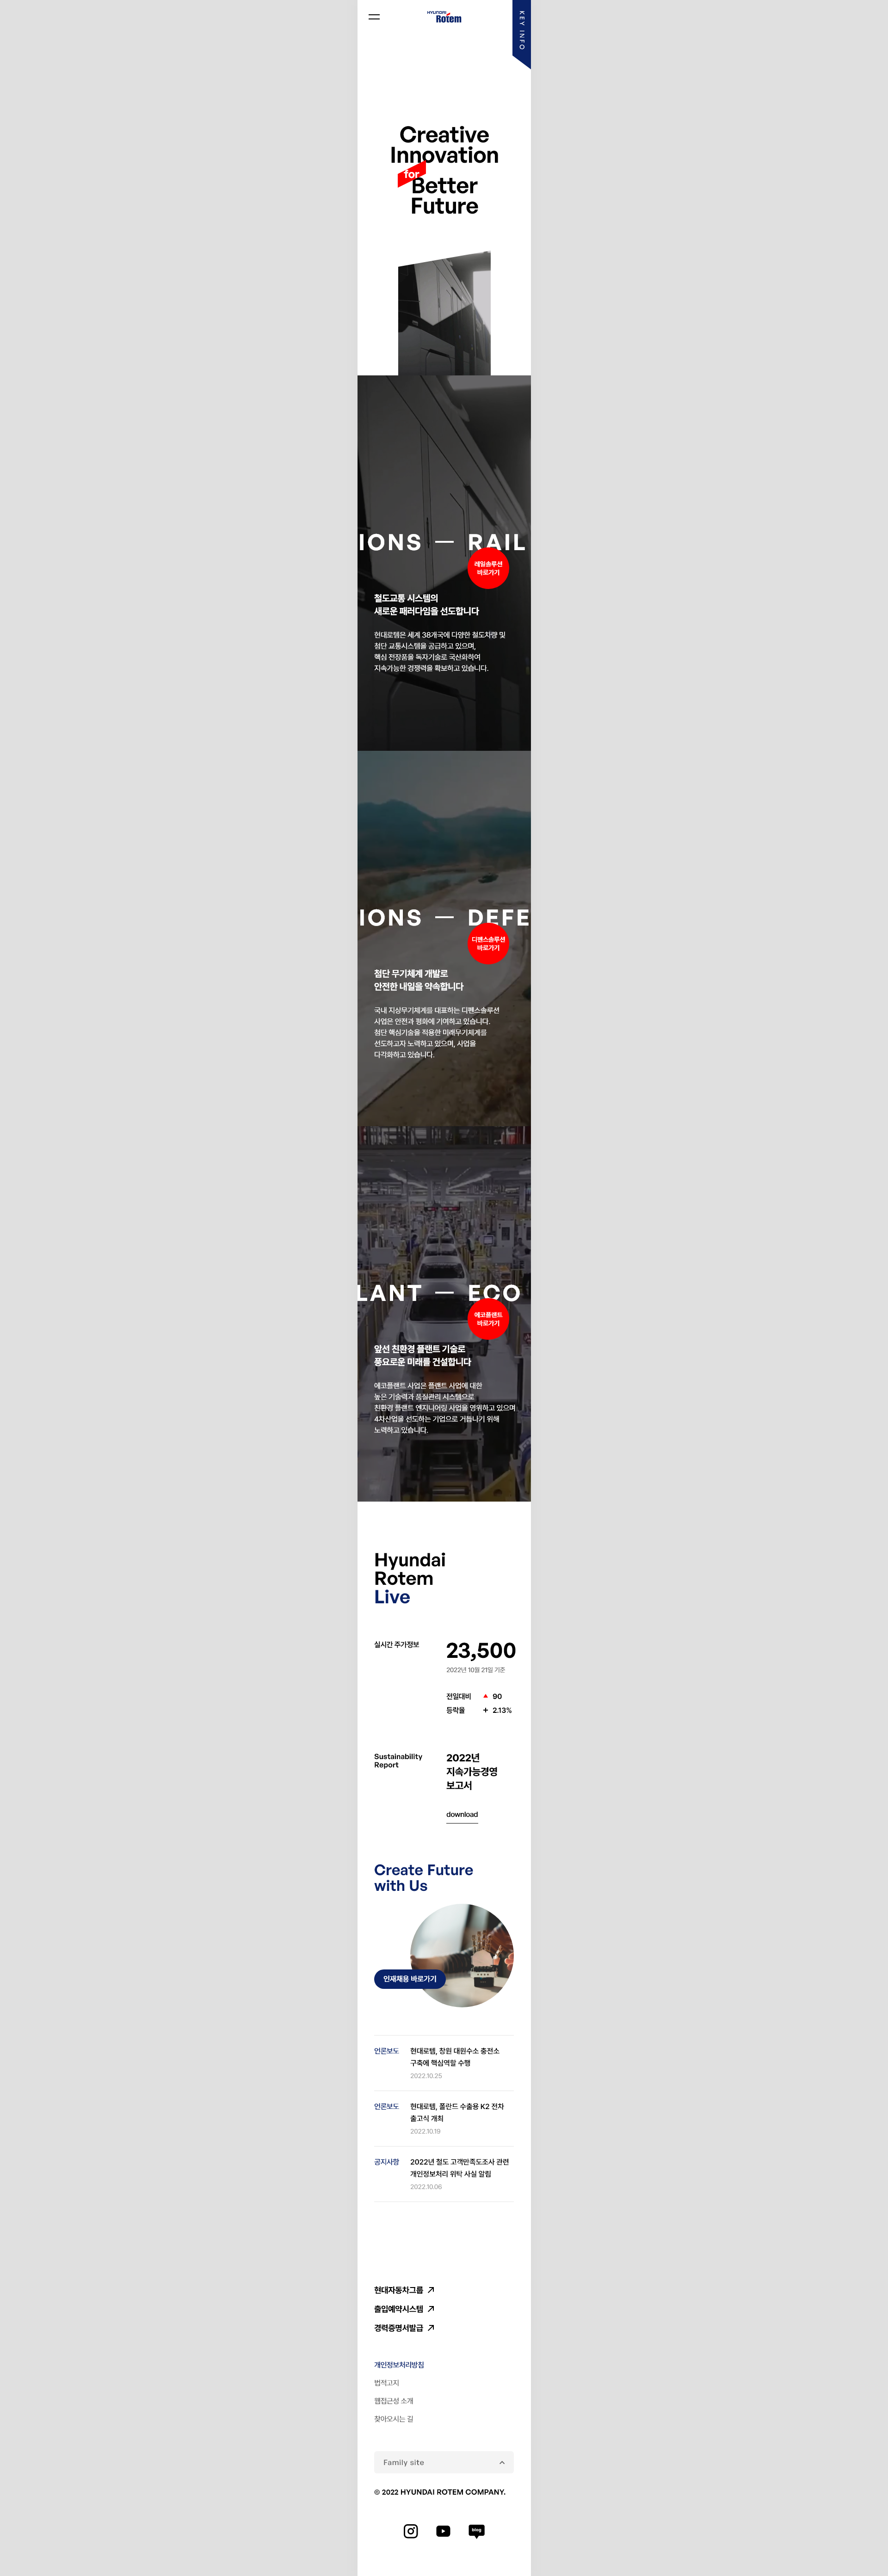 HYUNDAI
Rotem
KEY INFO
Creative
Innovation
for
Better
Future
IONS — RAIL
레일솔루션
바로가기
철도교통 시스템의
새로운 패러다임을 선도합니다
현대로템은 세계 38개국에 다양한 철도차량 및
첨단 교통시스템을 공급하고 있으며,
핵심 전장품을 독자기술로 국산화하여
지속가능한 경쟁력을 확보하고 있습니다.
IONS — DEFE
디펜스솔루션
바로가기
첨단 무기체계 개발로
안전한 내일을 약속합니다
국내 지상무기체계를 대표하는 디펜스솔루션
사업은 안전과 평화에 기여하고 있습니다.
첨단 핵심기술을 적용한 미래무기체계를
선도하고자 노력하고 있으며, 사업을
다각화하고 있습니다.
LANT — ECO
에코플랜트
바로가기
앞선 친환경 플랜트 기술로
풍요로운 미래를 건설합니다
에코플랜트 사업은 플랜트 사업에 대한
높은 기술력과 품질관리 시스템으로
친환경 플랜트 엔지니어링 사업을 영위하고 있으며
4차산업을 선도하는 기업으로 거듭나기 위해
노력하고 있습니다.
Hyundai
Rotem
Live
실시간 주가정보
23,500
2022년 10월 21일 기준
전일대비 ▲ 90
등락율 + 2.13%
Sustainability
Report
2022년
지속가능경영
보고서
download
Create Future
with Us
인재채용 바로가기
언론보도
현대로템, 창원 대원수소 충전소
구축에 핵심역할 수행
2022.10.25
언론보도
현대로템, 폴란드 수출용 K2 전차
출고식 개최
2022.10.19
공지사항
2022년 철도 고객만족도조사 관련
개인정보처리 위탁 사실 알림
2022.10.06
현대자동차그룹
출입예약시스템
경력증명서발급
개인정보처리방침
법적고지
웹접근성 소개
찾아오시는 길
Family site
© 2022 HYUNDAI ROTEM COMPANY.
blog